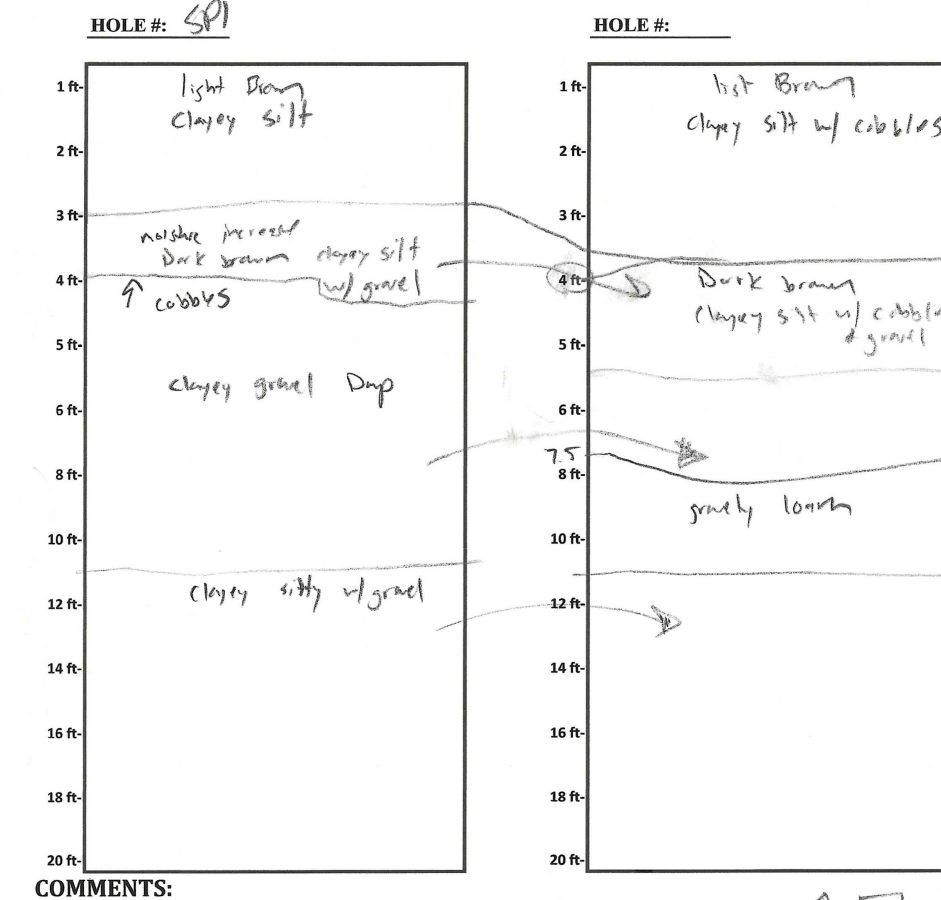 HOLE #: SP1
1 ft-
2 ft-
3 ft-
4 ft-
5 ft-
6 ft-
8 ft-
10 ft-
12 ft-
14 ft-
16 ft-
18 ft-
20 ft-
light Brown
Clayey silt
moisture increase
Dark brown
clayey silt
w/ gravel
cobbles
clayey gravel Damp
clayey silty w/ gravel
HOLE #:
1 ft-
2 ft-
3 ft-
4 ft-
5 ft-
6 ft-
7.5
8 ft-
10 ft-
12 ft-
14 ft-
16 ft-
18 ft-
20 ft-
Brown
Clayey silt w/ cobbles
Dark brown
Clayey silt w/ cobble
& gravel
gravely loam
COMMENTS: